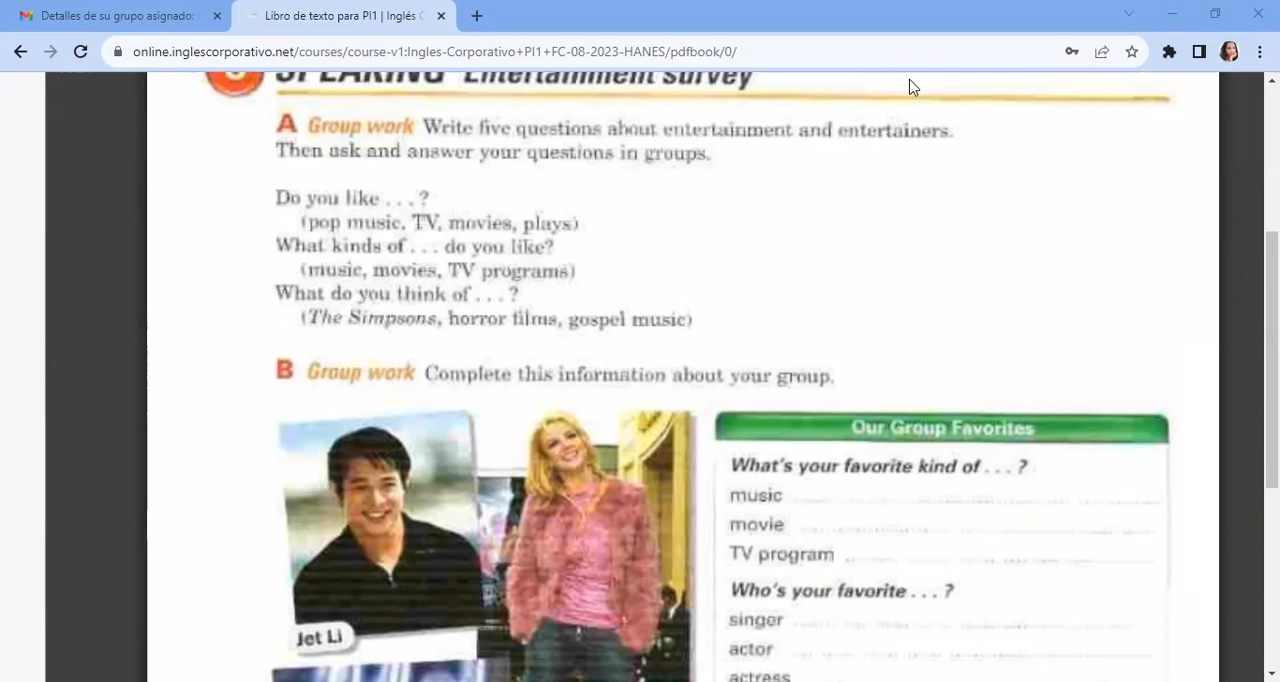 Detalles de su grupo asignado:
Libro de texto para PI1 | Inglés C
online.inglescorporativo.net/courses/course-v1:Ingles-Corporativo+PI1+FC-08-2023-HANES/pdfbook/0/
SPEAKING Entertainment survey
A Group work Write five questions about entertainment and entertainers.
Then ask and answer your questions in groups.
Do you like . . . ?
(pop music, TV, movies, plays)
What kinds of . . . do you like?
(music, movies, TV programs)
What do you think of . . . ?
(The Simpsons, horror films, gospel music)
B Group work Complete this information about your group.
Our Group Favorites
What's your favorite kind of . . . ?
music
movie
TV program
Who's your favorite . . . ?
singer
actor
actress
Jet Li